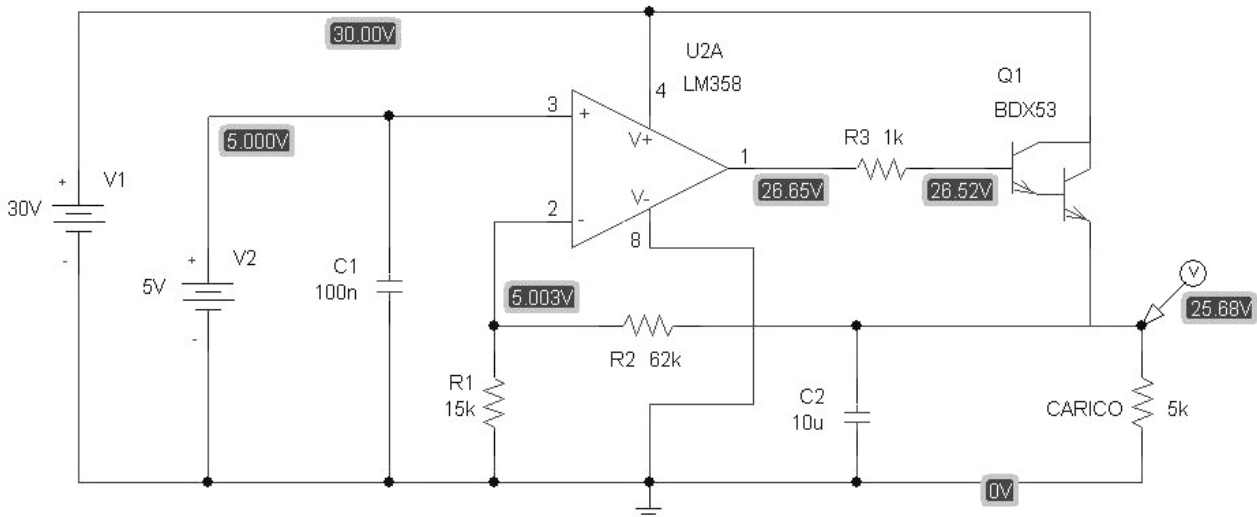 30.00V
U2A
LM358
4
Q1
BDX53
3
+
V+
5.000V
R3 1k
1
26.65V
26.52V
+
V1
30V
-
2
-
V-
8
+
V2
5V
-
C1
100n
5.003V
V
25.68V
R2 62k
R1
15k
C2
10u
CARICO
5k
0V